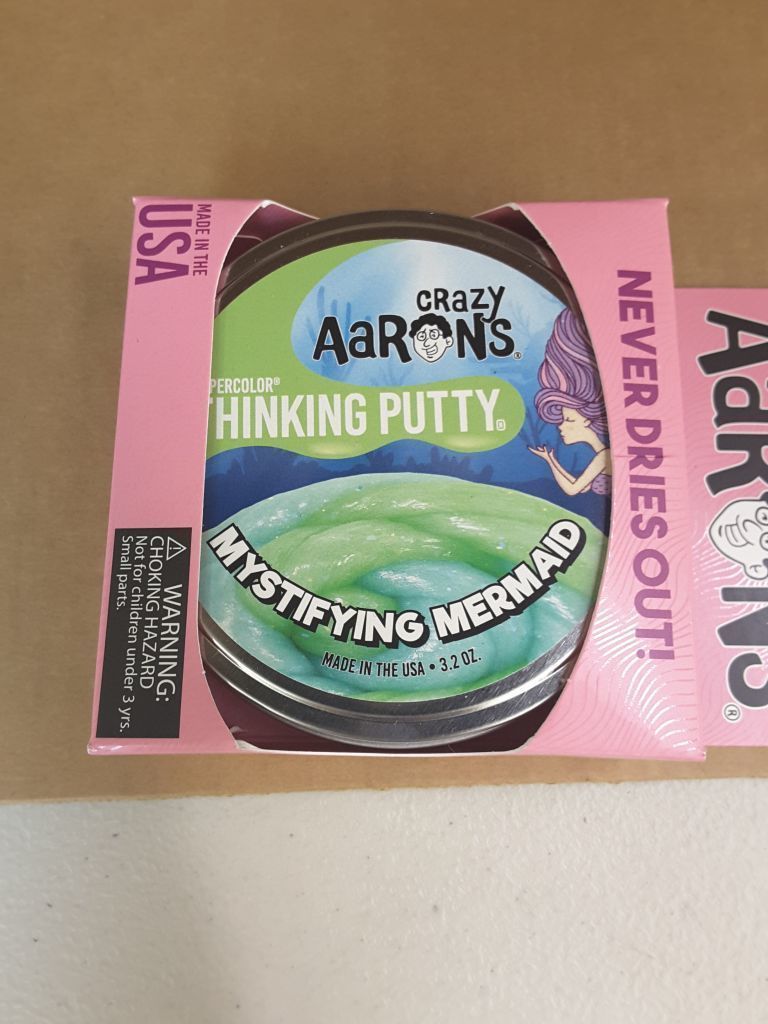 MADE IN THE
USA
CRAZY
AARONS®
PERCOLOR®
HINKING PUTTY
MYSTIFYING MERMAID
MADE IN THE USA • 3.2 OZ.
NEVER DRIES OUT!
WARNING:
CHOKING HAZARD
Not for children under 3 yrs.
Small parts.
AARONS®